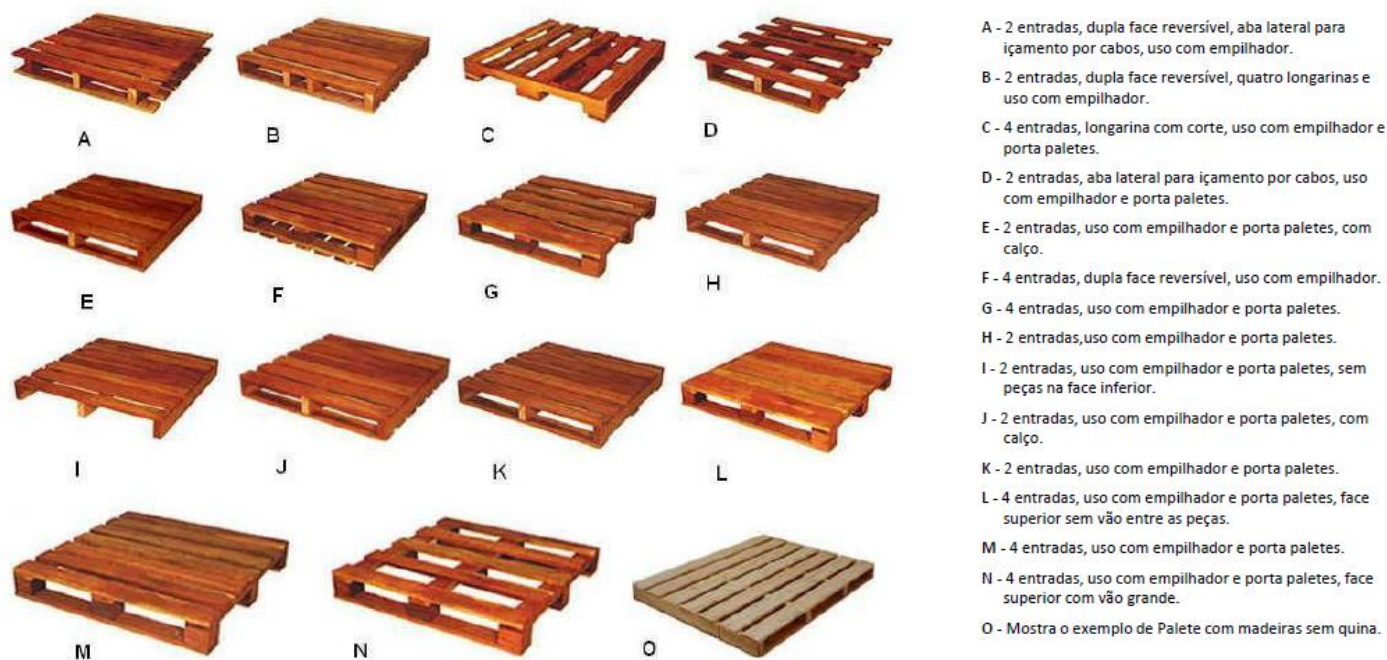 A
B
C
D
E
F
G
H
I
J
K
L
M
N
O
A - 2 entradas, dupla face reversível, aba lateral para
içamento por cabos, uso com empilhador.
B - 2 entradas, dupla face reversível, quatro longarinas e
uso com empilhador.
C - 4 entradas, longarina com corte, uso com empilhador e
porta paletes.
D - 2 entradas, aba lateral para içamento por cabos, uso
com empilhador e porta paletes.
E - 2 entradas, uso com empilhador e porta paletes, com
calço.
F - 4 entradas, dupla face reversível, uso com empilhador.
G - 4 entradas, uso com empilhador e porta paletes.
H - 2 entradas,uso com empilhador e porta paletes.
I - 2 entradas, uso com empilhador e porta paletes, sem
peças na face inferior.
J - 2 entradas, uso com empilhador e porta paletes, com
calço.
K - 2 entradas, uso com empilhador e porta paletes.
L - 4 entradas, uso com empilhador e porta paletes, face
superior sem vão entre as peças.
M - 4 entradas, uso com empilhador e porta paletes.
N - 4 entradas, uso com empilhador e porta paletes, face
superior com vão grande.
O - Mostra o exemplo de Palete com madeiras sem quina.